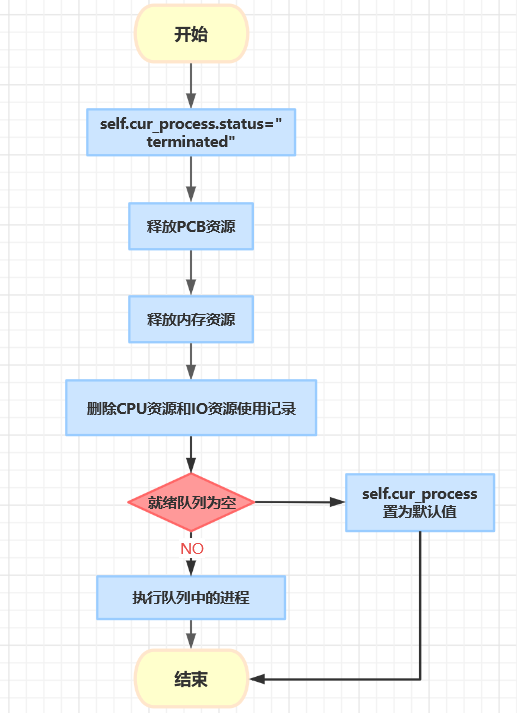 开始
self.cur_process.status="
terminated"
释放PCB资源
释放内存资源
删除CPU资源和IO资源使用记录
就绪队列为空
self.cur_process
置为默认值
NO
执行队列中的进程
结束